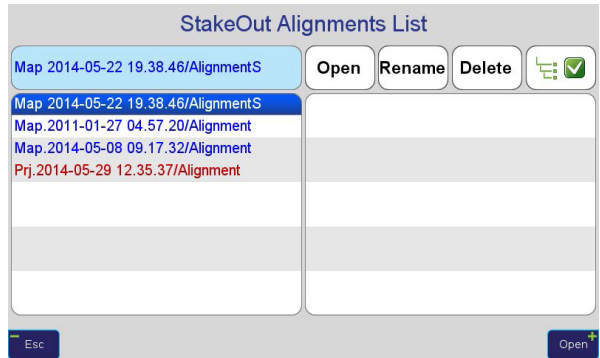 StakeOut Alignments List
Map 2014-05-22 19.38.46/AlignmentS
Open
Rename
Delete
Map 2014-05-22 19.38.46/AlignmentS
Map.2011-01-27 04.57.20/Alignment
Map.2014-05-08 09.17.32/Alignment
Prj.2014-05-29 12.35.37/Alignment
Esc
Open